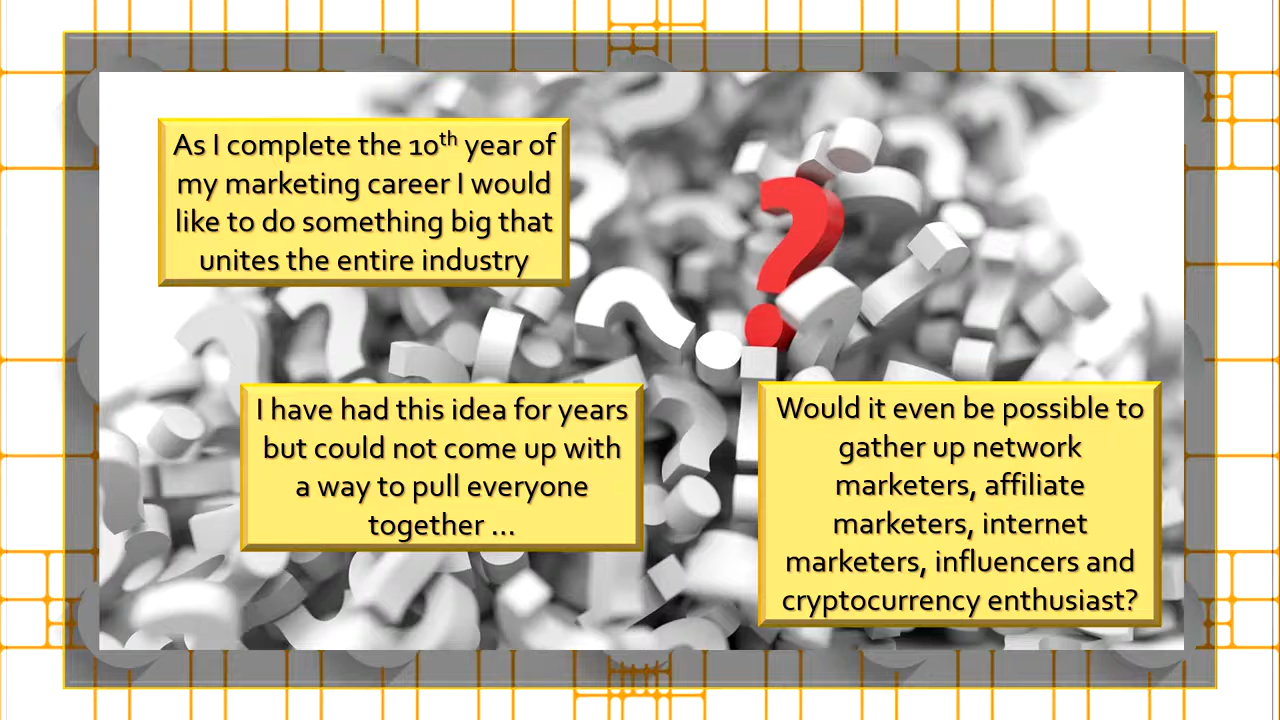 As I complete the 10th year of
my marketing career I would
like to do something big that
unites the entire industry
I have had this idea for years
but could not come up with
a way to pull everyone
together ...
Would it even be possible to
gather up network
marketers, affiliate
marketers, internet
marketers, influencers and
cryptocurrency enthusiast?